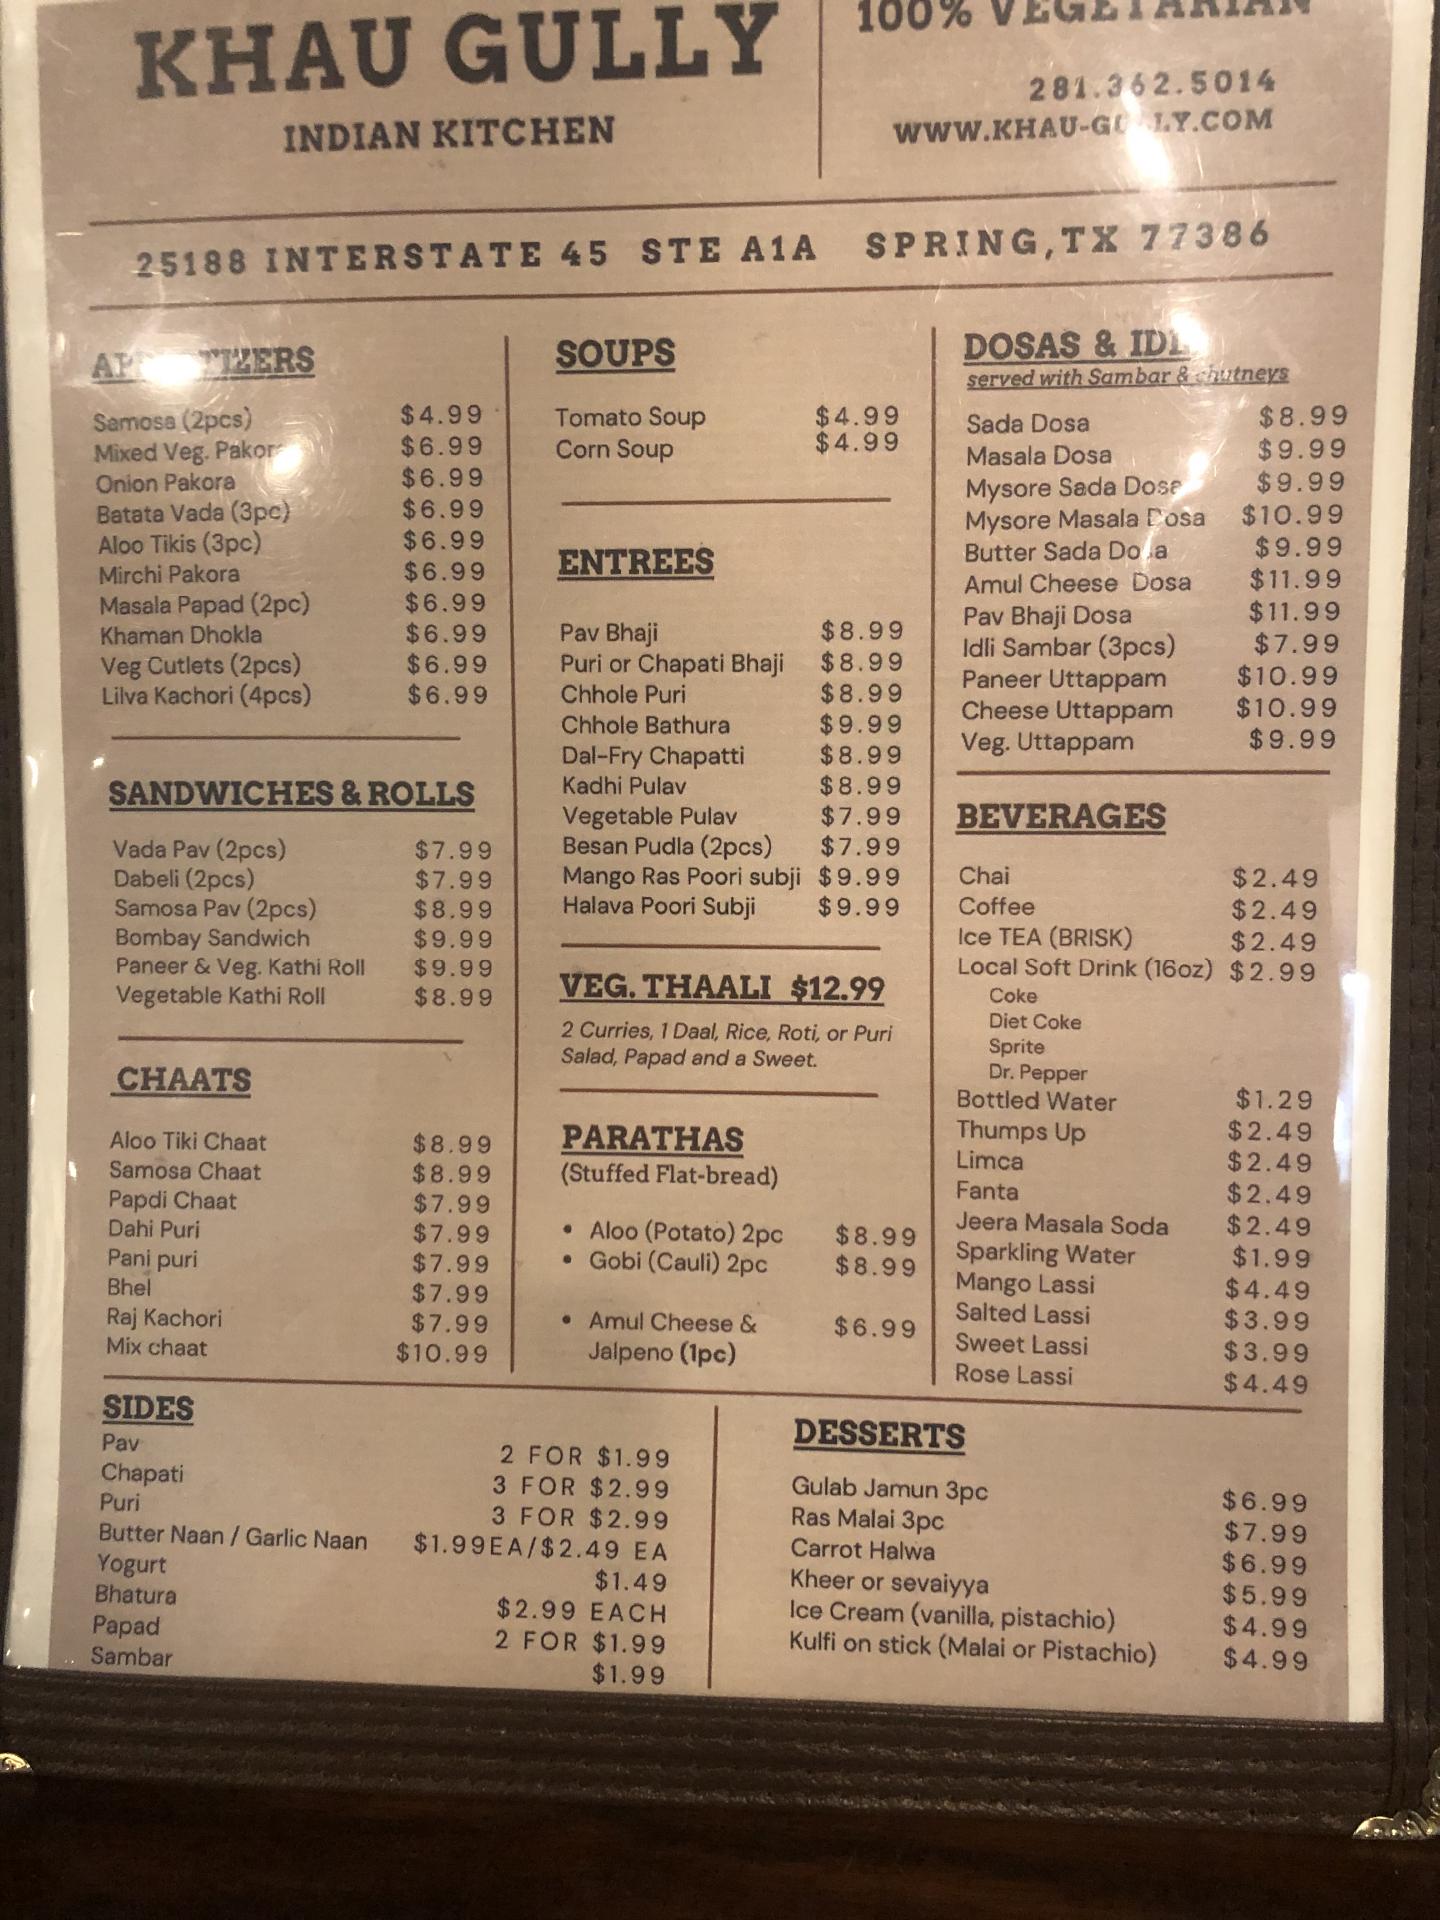 KHAU GULLY
INDIAN KITCHEN
100% VEGETARIAN
281.362.5014
WWW.KHAU-GULLY.COM
25188 INTERSTATE 45 STE A1A SPRING,TX 77386
APPETIZERS
Samosa (2pcs) $4.99
Mixed Veg. Pakora $6.99
Onion Pakora $6.99
Batata Vada (3pc) $6.99
Aloo Tikis (3pc) $6.99
Mirchi Pakora $6.99
Masala Papad (2pc) $6.99
Khaman Dhokla $6.99
Veg Cutlets (2pcs) $6.99
Lilva Kachori (4pcs) $6.99
SANDWICHES & ROLLS
Vada Pav (2pcs) $7.99
Dabeli (2pcs) $7.99
Samosa Pav (2pcs) $8.99
Bombay Sandwich $9.99
Paneer & Veg. Kathi Roll $9.99
Vegetable Kathi Roll $8.99
CHAATS
Aloo Tiki Chaat $8.99
Samosa Chaat $8.99
Papdi Chaat $7.99
Dahi Puri $7.99
Pani puri $7.99
Bhel $7.99
Raj Kachori $7.99
Mix chaat $10.99
SOUPS
Tomato Soup $4.99
Corn Soup $4.99
ENTREES
Pav Bhaji $8.99
Puri or Chapati Bhaji $8.99
Chhole Puri $8.99
Chhole Bathura $9.99
Dal-Fry Chapatti $8.99
Kadhi Pulav $8.99
Vegetable Pulav $7.99
Besan Pudla (2pcs) $7.99
Mango Ras Poori subji $9.99
Halava Poori Subji $9.99
VEG. THAALI $12.99
2 Curries, 1 Daal, Rice, Roti, or Puri
Salad, Papad and a Sweet.
PARATHAS
(Stuffed Flat-bread)
• Aloo (Potato) 2pc $8.99
• Gobi (Cauli) 2pc $8.99
• Amul Cheese & $6.99
Jalpeno (1pc)
DOSAS & IDL
served with Sambar & chutneys
Sada Dosa $8.99
Masala Dosa $9.99
Mysore Sada Dosa $9.99
Mysore Masala Dosa $10.99
Butter Sada Dosa $9.99
Amul Cheese Dosa $11.99
Pav Bhaji Dosa $11.99
Idli Sambar (3pcs) $7.99
Paneer Uttappam $10.99
Cheese Uttappam $10.99
Veg. Uttappam $9.99
BEVERAGES
Chai $2.49
Coffee $2.49
Ice TEA (BRISK) $2.49
Local Soft Drink (16oz) $2.99
Coke
Diet Coke
Sprite
Dr. Pepper
Bottled Water $1.29
Thumps Up $2.49
Limca $2.49
Fanta $2.49
Jeera Masala Soda $2.49
Sparkling Water $1.99
Mango Lassi $4.49
Salted Lassi $3.99
Sweet Lassi $3.99
Rose Lassi $4.49
SIDES
Pav 2 FOR $1.99
Chapati 3 FOR $2.99
Puri 3 FOR $2.99
Butter Naan / Garlic Naan $1.99EA/$2.49 EA
Yogurt $1.49
Bhatura $2.99 EACH
Papad 2 FOR $1.99
Sambar $1.99
DESSERTS
Gulab Jamun 3pc $6.99
Ras Malai 3pc $7.99
Carrot Halwa $6.99
Kheer or sevaiyya $5.99
Ice Cream (vanilla, pistachio) $4.99
Kulfi on stick (Malai or Pistachio) $4.99